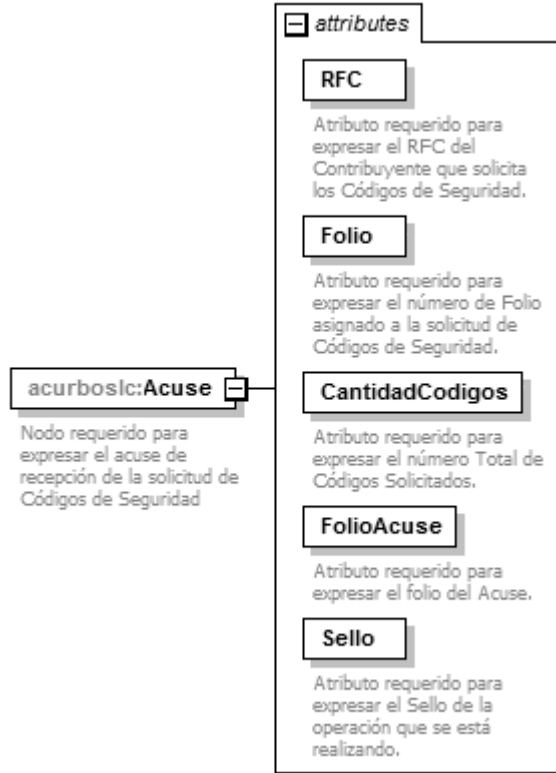 attributes
RFC
Atributo requerido para
expresar el RFC del
Contribuyente que solicita
los Códigos de Seguridad.
Folio
Atributo requerido para
expresar el número de Folio
asignado a la solicitud de
Códigos de Seguridad.
acurboslc:Acuse
Nodo requerido para
expresar el acuse de
recepción de la solicitud de
Códigos de Seguridad
CantidadCodigos
Atributo requerido para
expresar el número Total de
Códigos Solicitados.
FolioAcuse
Atributo requerido para
expresar el folio del Acuse.
Sello
Atributo requerido para
expresar el Sello de la
operación que se está
realizando.